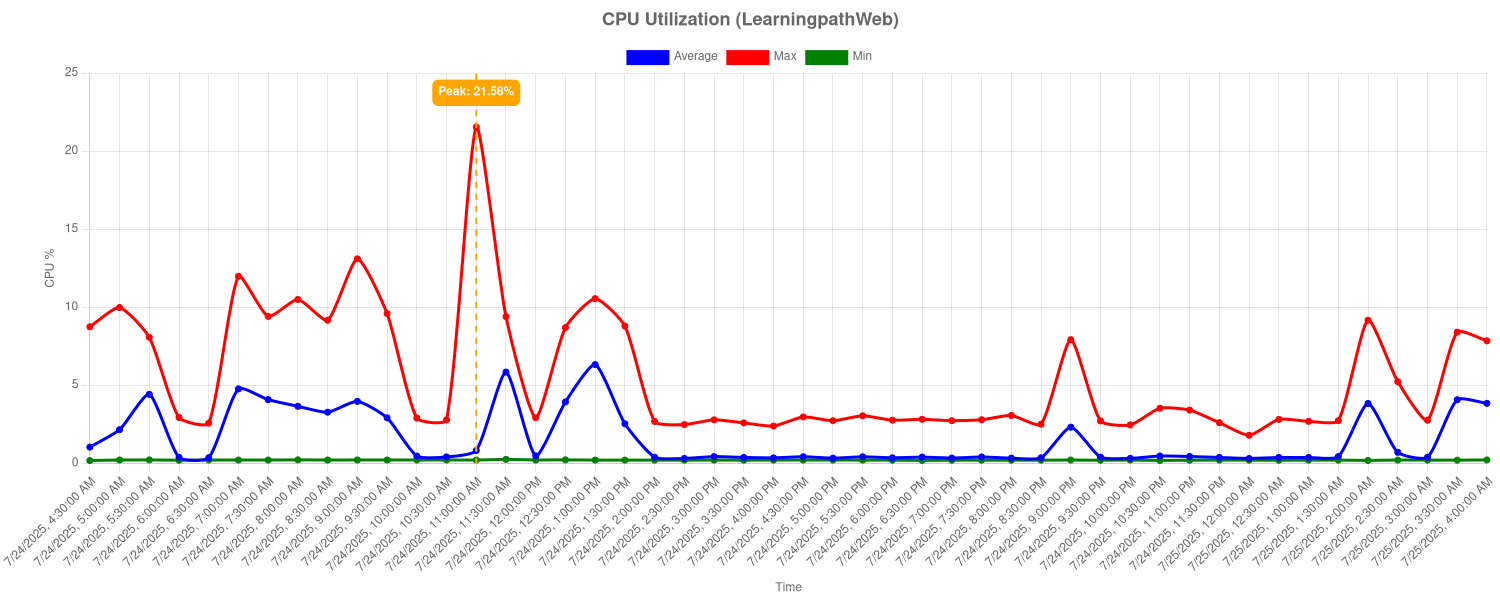 CPU Utilization (LearningpathWeb)
Average Max Min
25
Peak: 21.58%
20
15
CPU %
10
5
0
7/24/2025, 4:30:00 AM
7/24/2025, 5:00:00 AM
7/24/2025, 5:30:00 AM
7/24/2025, 6:00:00 AM
7/24/2025, 6:30:00 AM
7/24/2025, 7:00:00 AM
7/24/2025, 7:30:00 AM
7/24/2025, 8:00:00 AM
7/24/2025, 8:30:00 AM
7/24/2025, 9:00:00 AM
7/24/2025, 9:30:00 AM
7/24/2025, 10:00:00 AM
7/24/2025, 10:30:00 AM
7/24/2025, 11:00:00 AM
7/24/2025, 11:30:00 AM
7/24/2025, 12:00:00 PM
7/24/2025, 12:30:00 PM
7/24/2025, 1:00:00 PM
7/24/2025, 1:30:00 PM
7/24/2025, 2:00:00 PM
7/24/2025, 2:30:00 PM
7/24/2025, 3:00:00 PM
7/24/2025, 3:30:00 PM
7/24/2025, 4:00:00 PM
7/24/2025, 4:30:00 PM
7/24/2025, 5:00:00 PM
7/24/2025, 5:30:00 PM
7/24/2025, 6:00:00 PM
7/24/2025, 6:30:00 PM
7/24/2025, 7:00:00 PM
7/24/2025, 7:30:00 PM
7/24/2025, 8:00:00 PM
7/24/2025, 8:30:00 PM
7/24/2025, 9:00:00 PM
7/24/2025, 9:30:00 PM
7/24/2025, 10:00:00 PM
7/24/2025, 10:30:00 PM
7/24/2025, 11:00:00 PM
7/24/2025, 11:30:00 PM
7/25/2025, 12:00:00 AM
7/25/2025, 12:30:00 AM
7/25/2025, 1:00:00 AM
7/25/2025, 1:30:00 AM
7/25/2025, 2:00:00 AM
7/25/2025, 2:30:00 AM
7/25/2025, 3:00:00 AM
7/25/2025, 3:30:00 AM
7/25/2025, 4:00:00 AM
Time